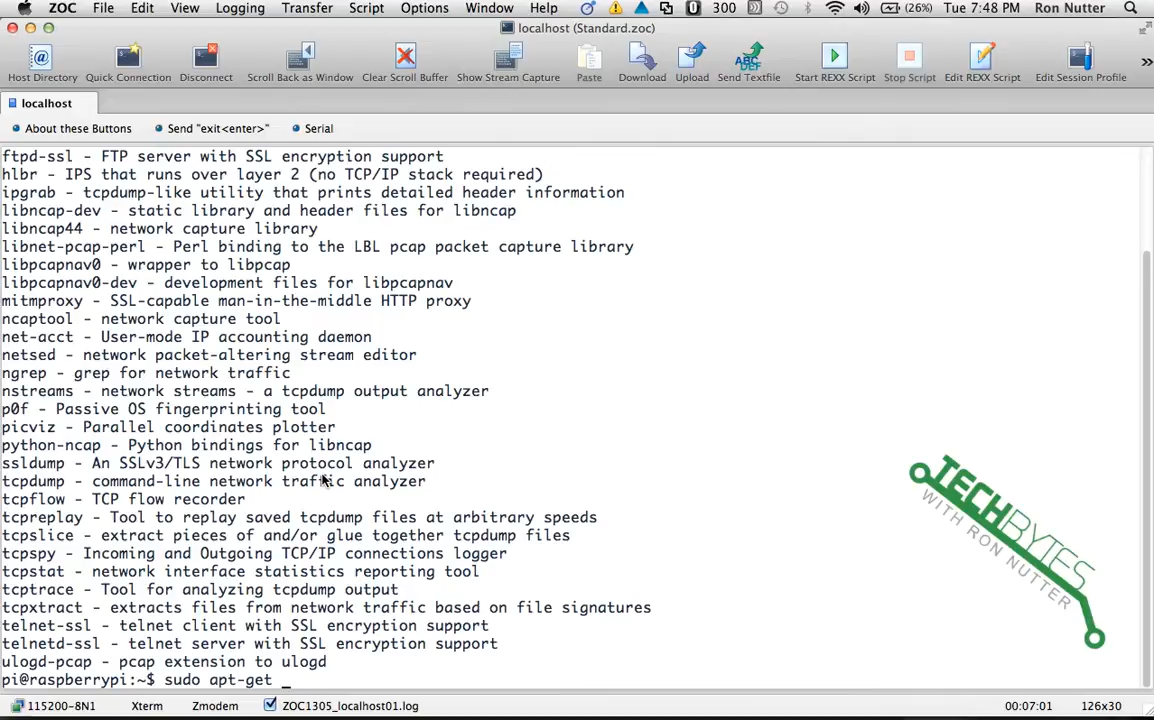 ZOC File Edit View Logging Transfer Script Options Window Help 300 (26%) Tue 7:48 PM Ron Nutter
localhost (Standard.zoc)
Host Directory Quick Connection Disconnect Scroll Back as Window Clear Scroll Buffer Show Stream Capture Paste Download Upload Send Textfile Start REXX Script Stop Script Edit REXX Script Edit Session Profile
localhost
About these Buttons Send "exit<enter>" Serial
ftpd-ssl - FTP server with SSL encryption support
hlbr - IPS that runs over layer 2 (no TCP/IP stack required)
ipgrab - tcpdump-like utility that prints detailed header information
libncap-dev - static library and header files for libncap
libncap44 - network capture library
libnet-pcap-perl - Perl binding to the LBL pcap packet capture library
libpcapnav0 - wrapper to libpcap
libpcapnav0-dev - development files for libpcapnav
mitmproxy - SSL-capable man-in-the-middle HTTP proxy
ncaptool - network capture tool
net-acct - User-mode IP accounting daemon
netsed - network packet-altering stream editor
ngrep - grep for network traffic
nstreams - network streams - a tcpdump output analyzer
p0f - Passive OS fingerprinting tool
picviz - Parallel coordinates plotter
python-ncap - Python bindings for libncap
ssldump - An SSLv3/TLS network protocol analyzer
tcpdump - command-line network traffic analyzer
tcpflow - TCP flow recorder
tcpreplay - Tool to replay saved tcpdump files at arbitrary speeds
tcpslice - extract pieces of and/or glue together tcpdump files
tcpspy - Incoming and Outgoing TCP/IP connections logger
tcpstat - network interface statistics reporting tool
tcptrace - Tool for analyzing tcpdump output
tcpxtract - extracts files from network traffic based on file signatures
telnet-ssl - telnet client with SSL encryption support
telnetd-ssl - telnet server with SSL encryption support
ulogd-pcap - pcap extension to ulogd
pi@raspberrypi:~$ sudo apt-get _
TECHBYTES
WITH RON NUTTER
115200-8N1 Xterm Zmodem ZOC1305_localhost01.log 00:07:01 126x30